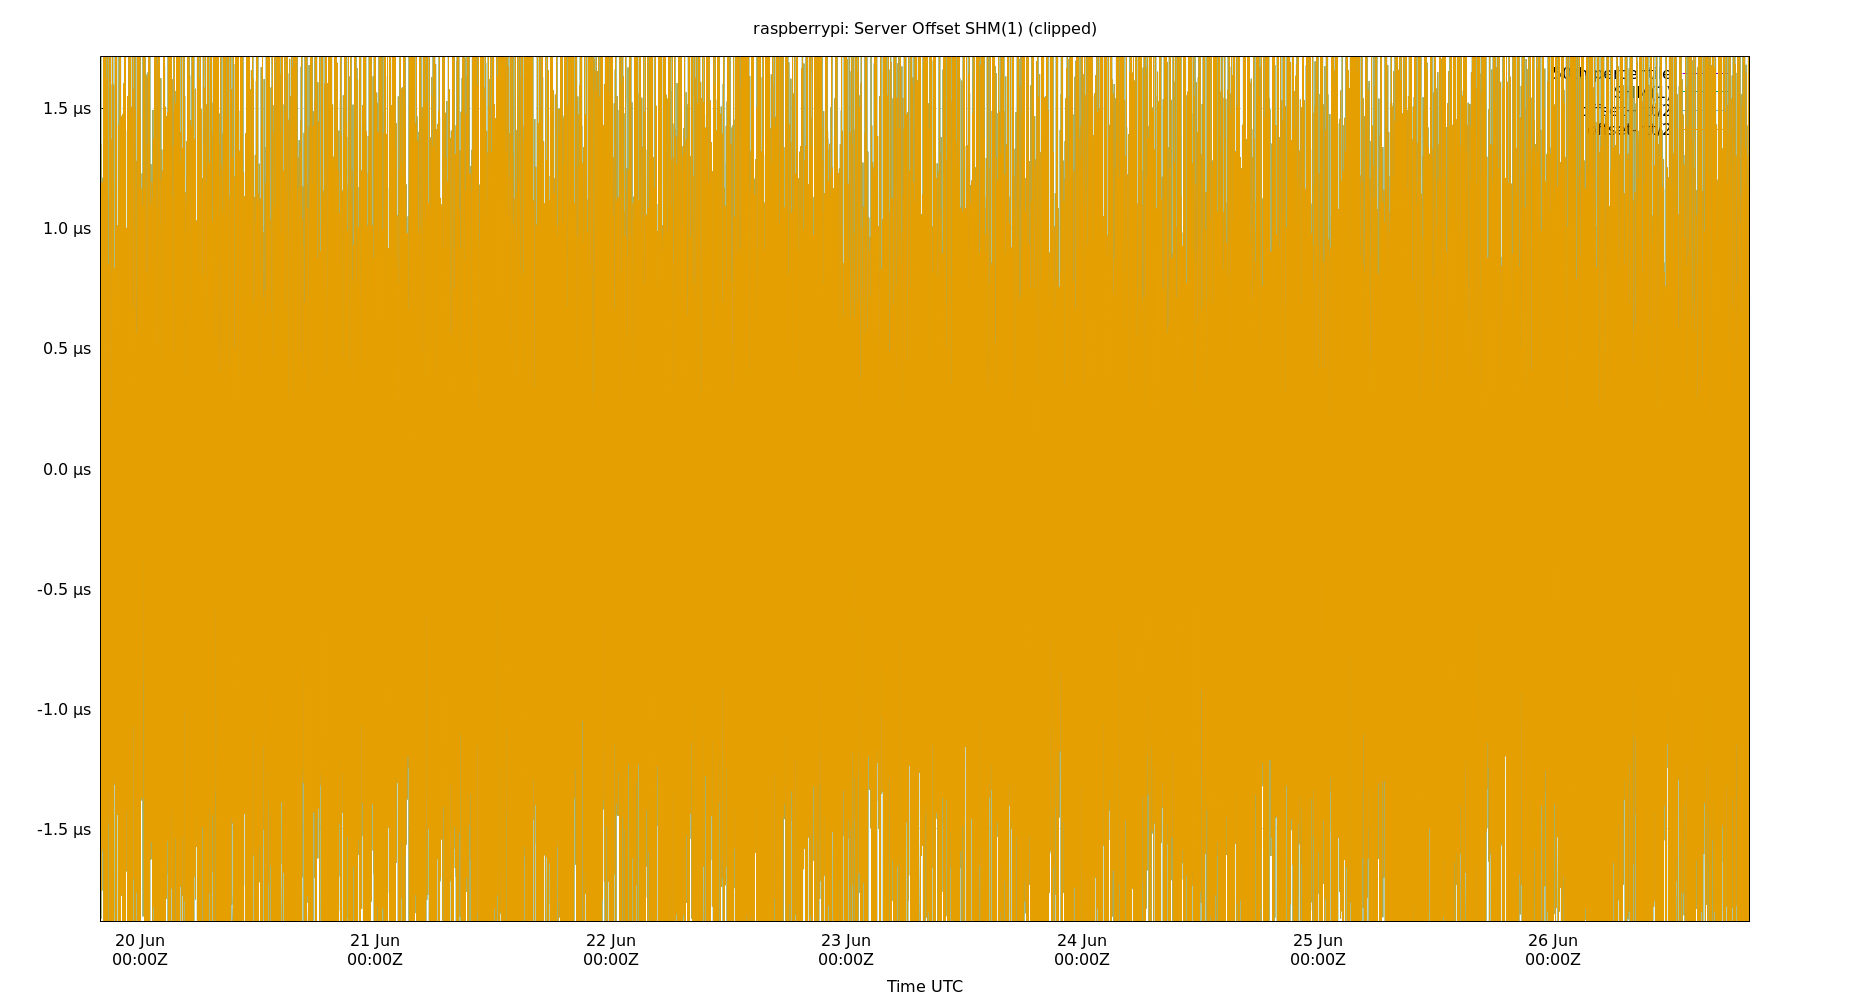 raspberrypi: Server Offset SHM(1) (clipped)
1.5 µs
1.0 µs
0.5 µs
0.0 µs
-0.5 µs
-1.0 µs
-1.5 µs
20 Jun
00:00Z
21 Jun
00:00Z
22 Jun
00:00Z
23 Jun
00:00Z
24 Jun
00:00Z
25 Jun
00:00Z
26 Jun
00:00Z
Time UTC